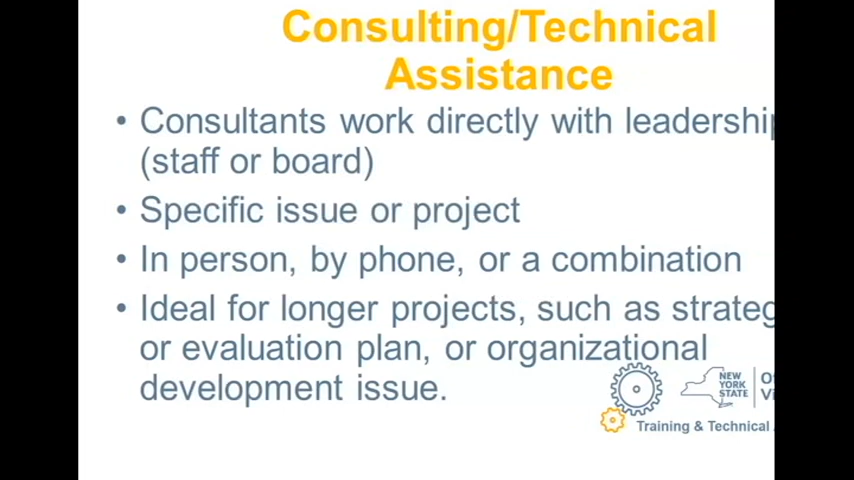 Consulting/Technical
Assistance
• Consultants work directly with leadership
(staff or board)
• Specific issue or project
• In person, by phone, or a combination
• Ideal for longer projects, such as strateg
or evaluation plan, or organizational
development issue.
NEW
YORK
STATE
Training & Technical